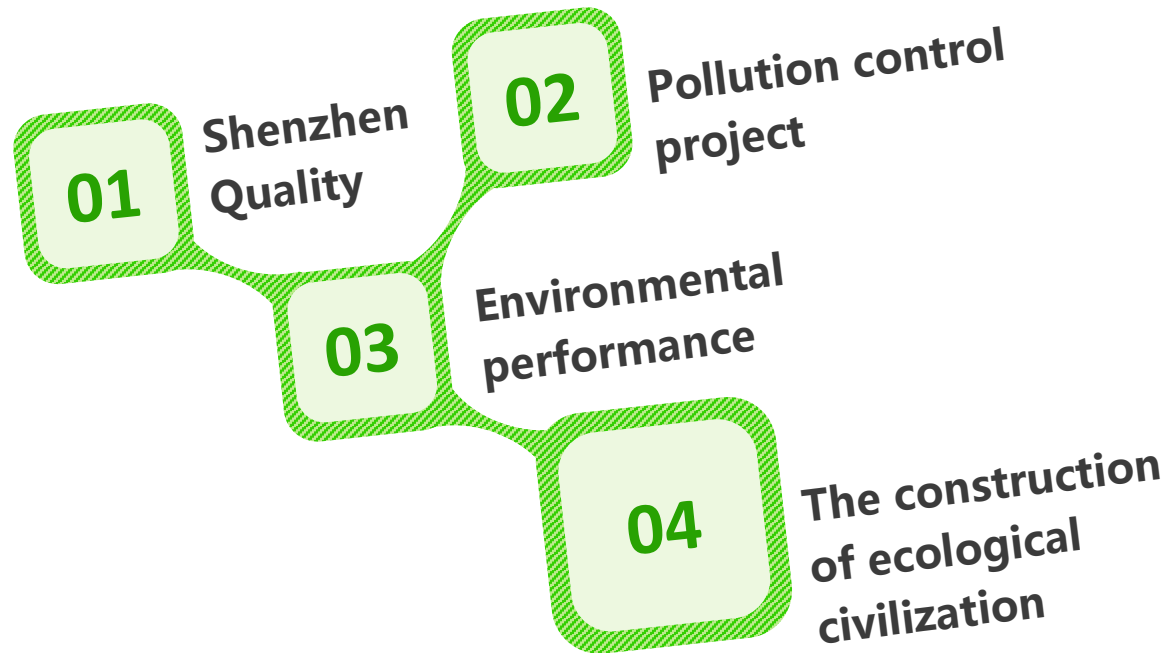 01
Shenzhen
Quality
02
Pollution control
project
03
Environmental
performance
04
The construction
of ecological
civilization